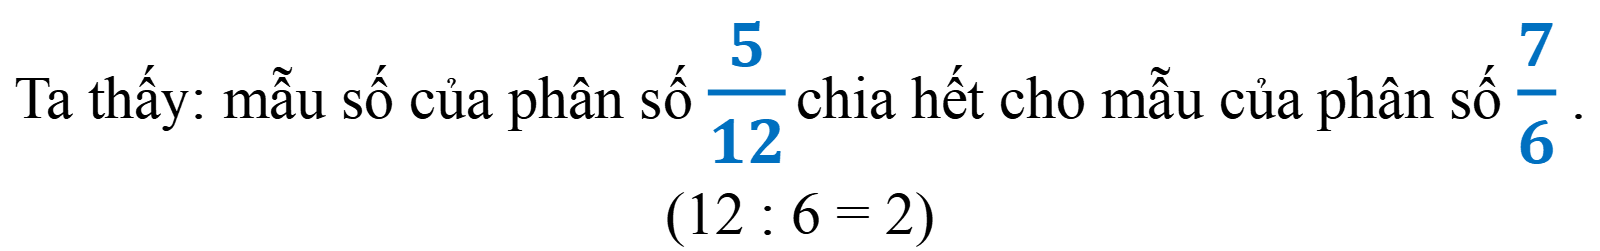 Ta thấy: mẫu số của phân số 5/12 chia hết cho mẫu của phân số 7/6 .
(12 : 6 = 2)